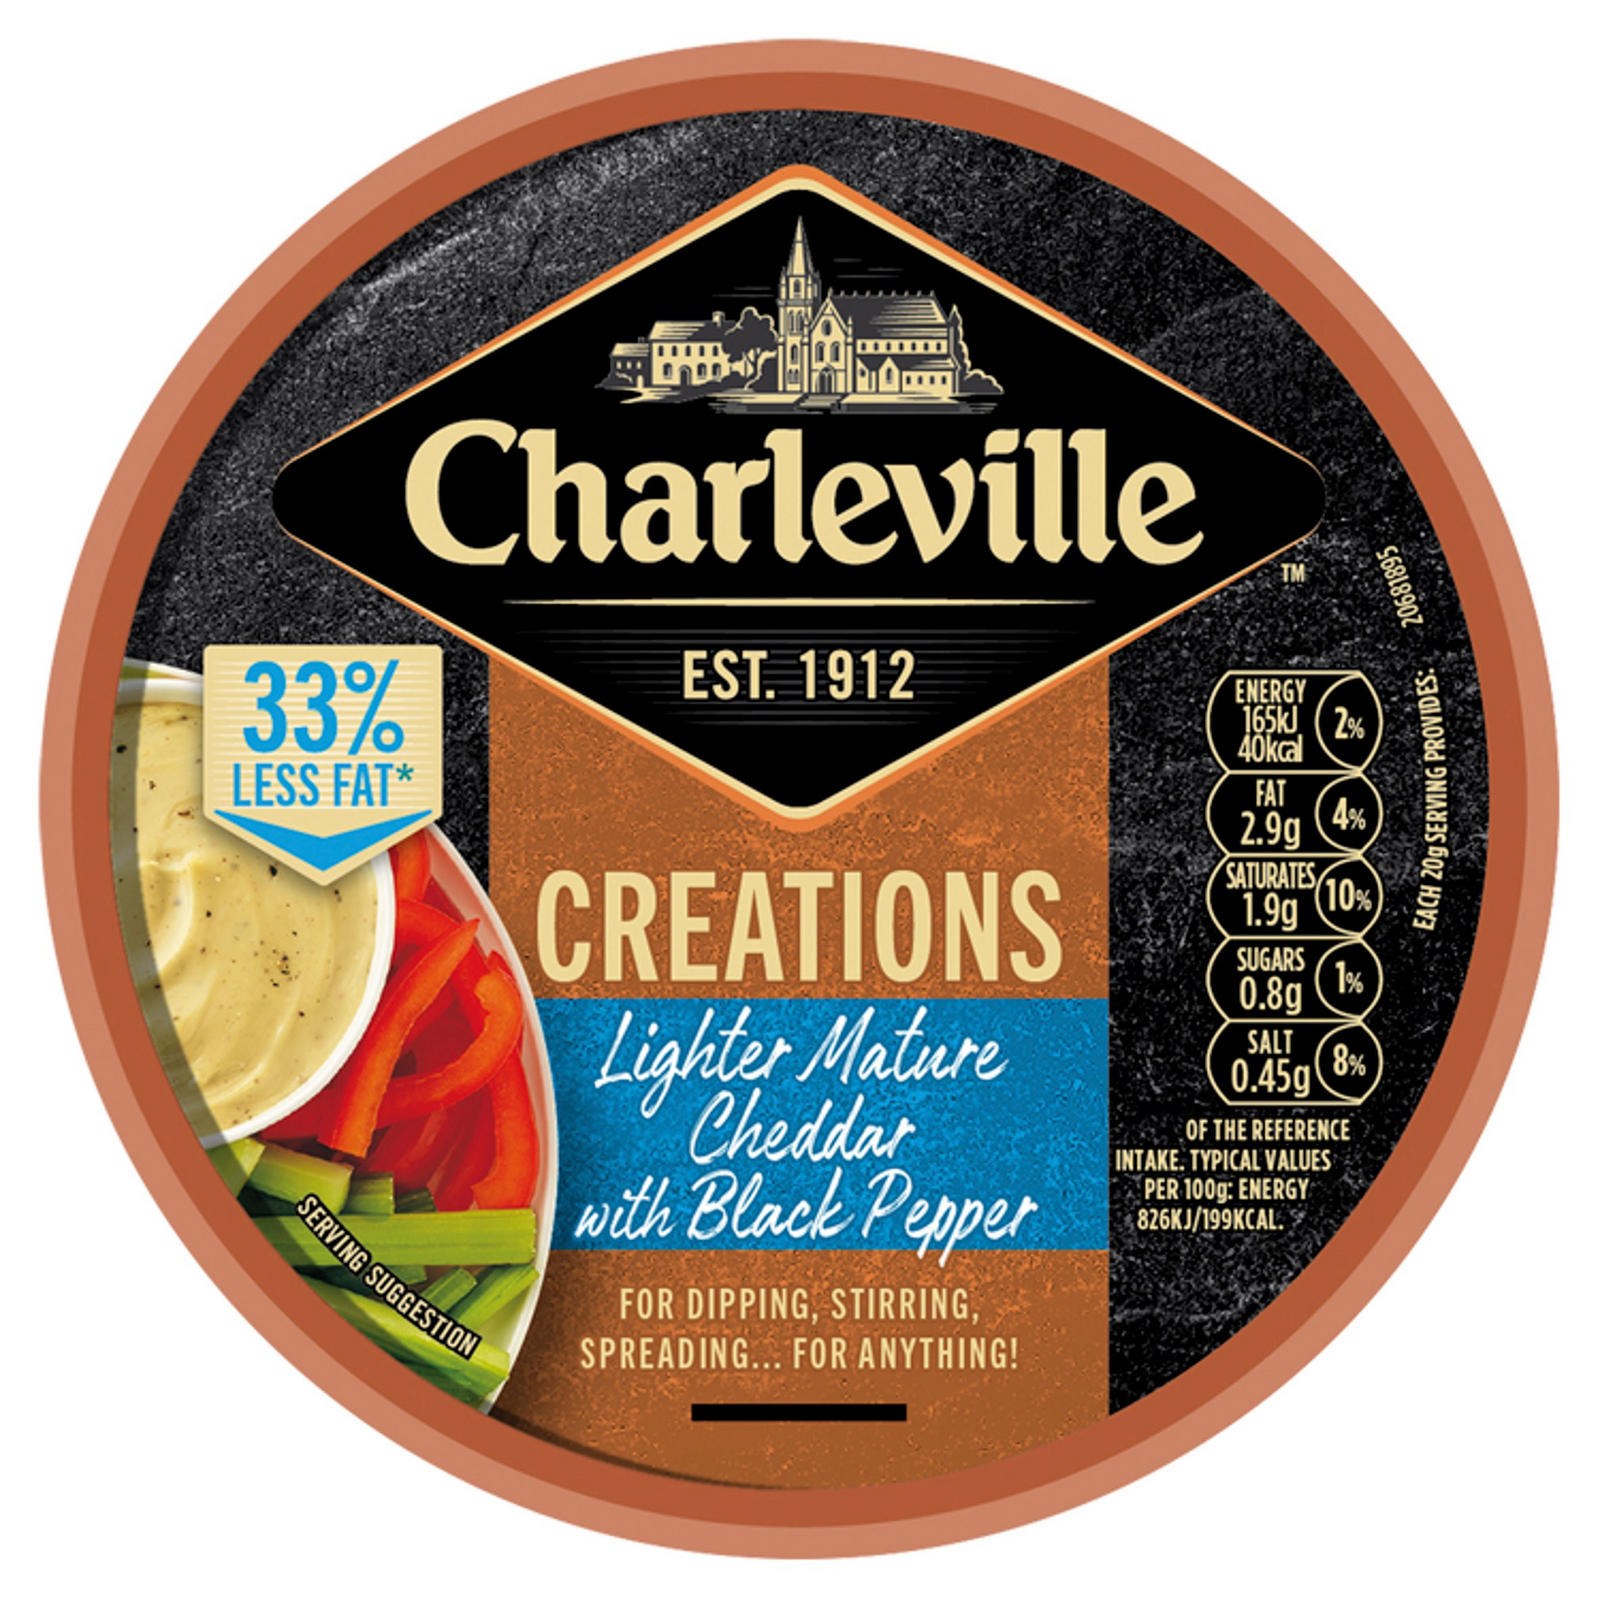 Charleville
TM
EST. 1912
33%
LESS FAT*
CREATIONS
Lighter Mature
Cheddar
with Black Pepper
FOR DIPPING, STIRRING,
SPREADING... FOR ANYTHING!
SERVING SUGGESTION
20681895
EACH 20g SERVING PROVIDES:
ENERGY
165kJ
40kcal
2%
FAT
2.9g
4%
SATURATES
1.9g
10%
SUGARS
0.8g
1%
SALT
0.45g
8%
OF THE REFERENCE
INTAKE. TYPICAL VALUES
PER 100g: ENERGY
826KJ/199KCAL.